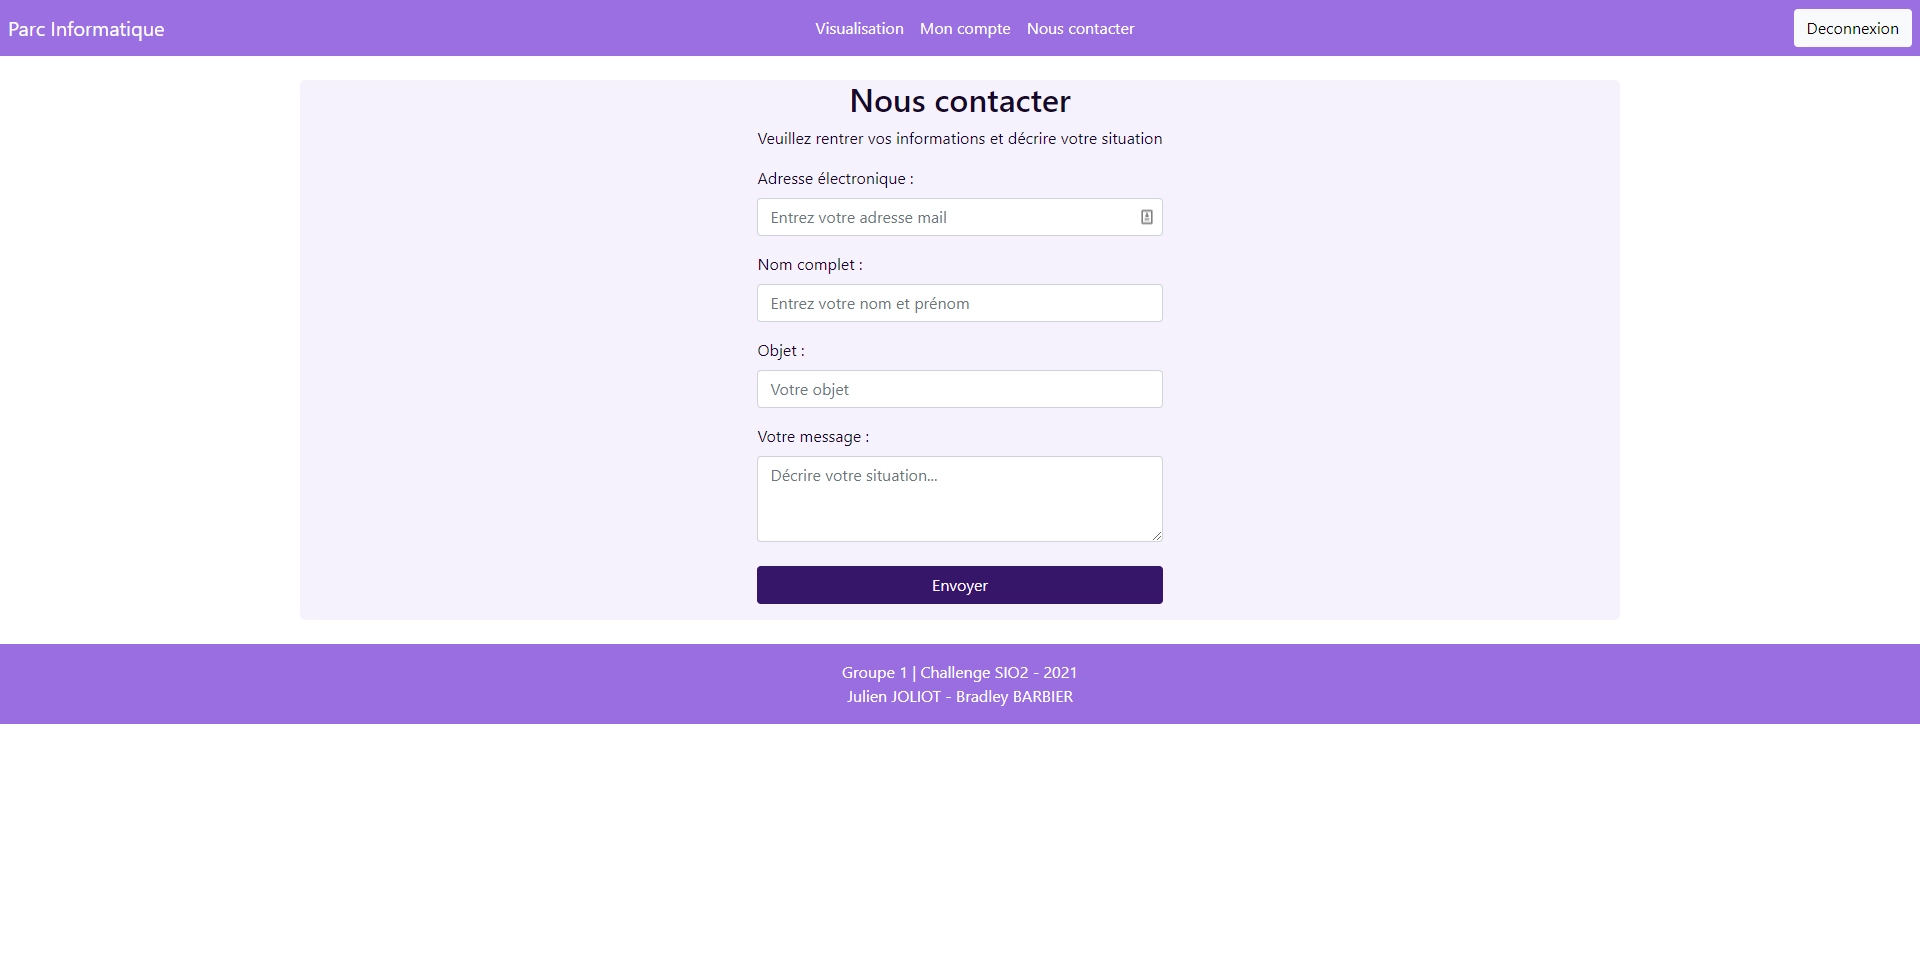 Parc Informatique
Visualisation Mon compte Nous contacter
Deconnexion
Nous contacter
Veuillez rentrer vos informations et décrire votre situation
Adresse électronique :
Entrez votre adresse mail
Nom complet :
Entrez votre nom et prénom
Objet :
Votre objet
Votre message :
Décrire votre situation...
Envoyer
Groupe 1 | Challenge SIO2 - 2021
Julien JOLIOT - Bradley BARBIER